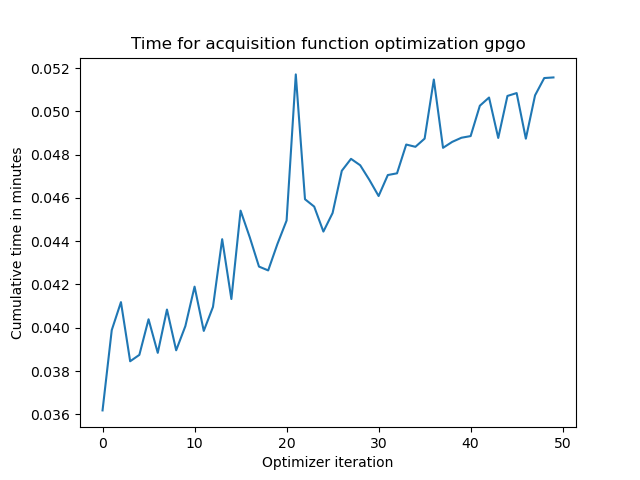 Time for acquisition function optimization gpgo
Cumulative time in minutes
0.052
0.050
0.048
0.046
0.044
0.042
0.040
0.038
0.036
0 10 20 30 40 50
Optimizer iteration